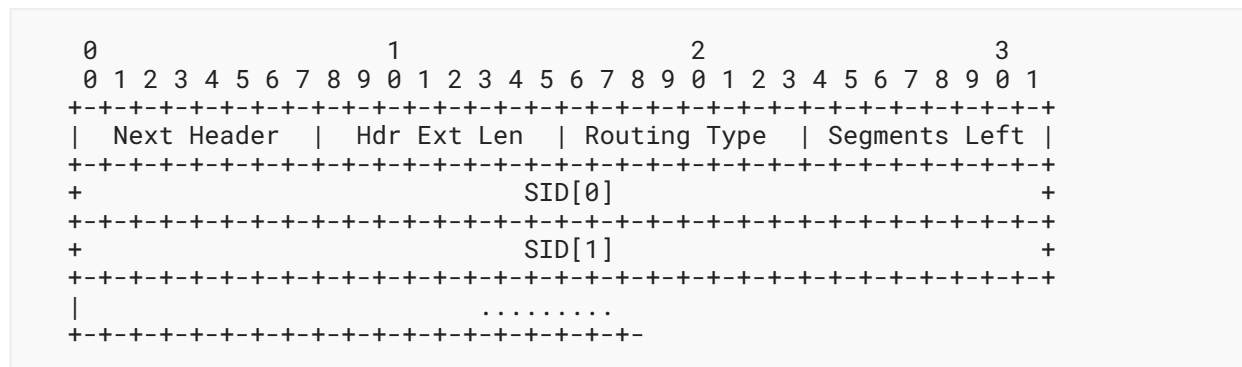 0                   1                   2                   3
 0 1 2 3 4 5 6 7 8 9 0 1 2 3 4 5 6 7 8 9 0 1 2 3 4 5 6 7 8 9 0 1
+-+-+-+-+-+-+-+-+-+-+-+-+-+-+-+-+-+-+-+-+-+-+-+-+-+-+-+-+-+-+-+-+
|  Next Header  |  Hdr Ext Len  | Routing Type  | Segments Left |
+-+-+-+-+-+-+-+-+-+-+-+-+-+-+-+-+-+-+-+-+-+-+-+-+-+-+-+-+-+-+-+-+
+                             SID[0]                            +
+-+-+-+-+-+-+-+-+-+-+-+-+-+-+-+-+-+-+-+-+-+-+-+-+-+-+-+-+-+-+-+-+
+                             SID[1]                            +
+-+-+-+-+-+-+-+-+-+-+-+-+-+-+-+-+-+-+-+-+-+-+-+-+-+-+-+-+-+-+-+-+
|                          .........
+-+-+-+-+-+-+-+-+-+-+-+-+-+-+-+-+-+-+-